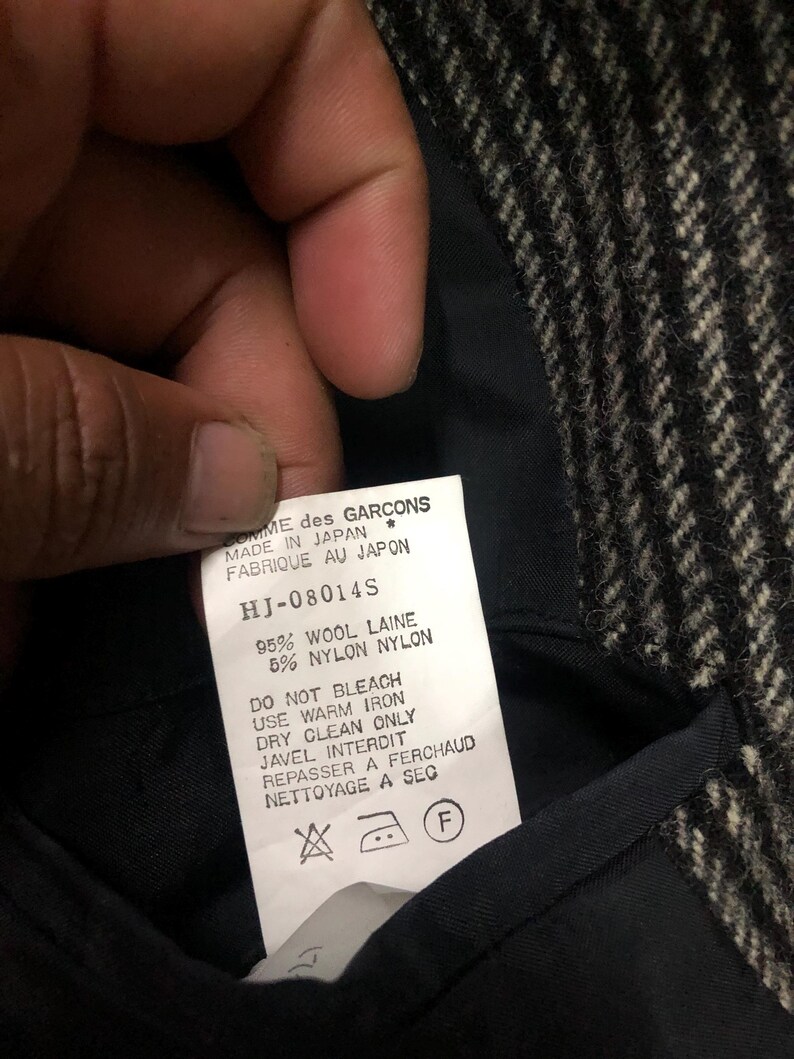 COMME des GARCONS
*
MADE IN JAPAN
FABRIQUE AU JAPON
HJ-08014S
95% WOOL LAINE
5% NYLON NYLON
DO NOT BLEACH
USE WARM IRON
DRY CLEAN ONLY
JAVEL INTERDIT
REPASSER A FERCHAUD
NETTOYAGE A SEC
F